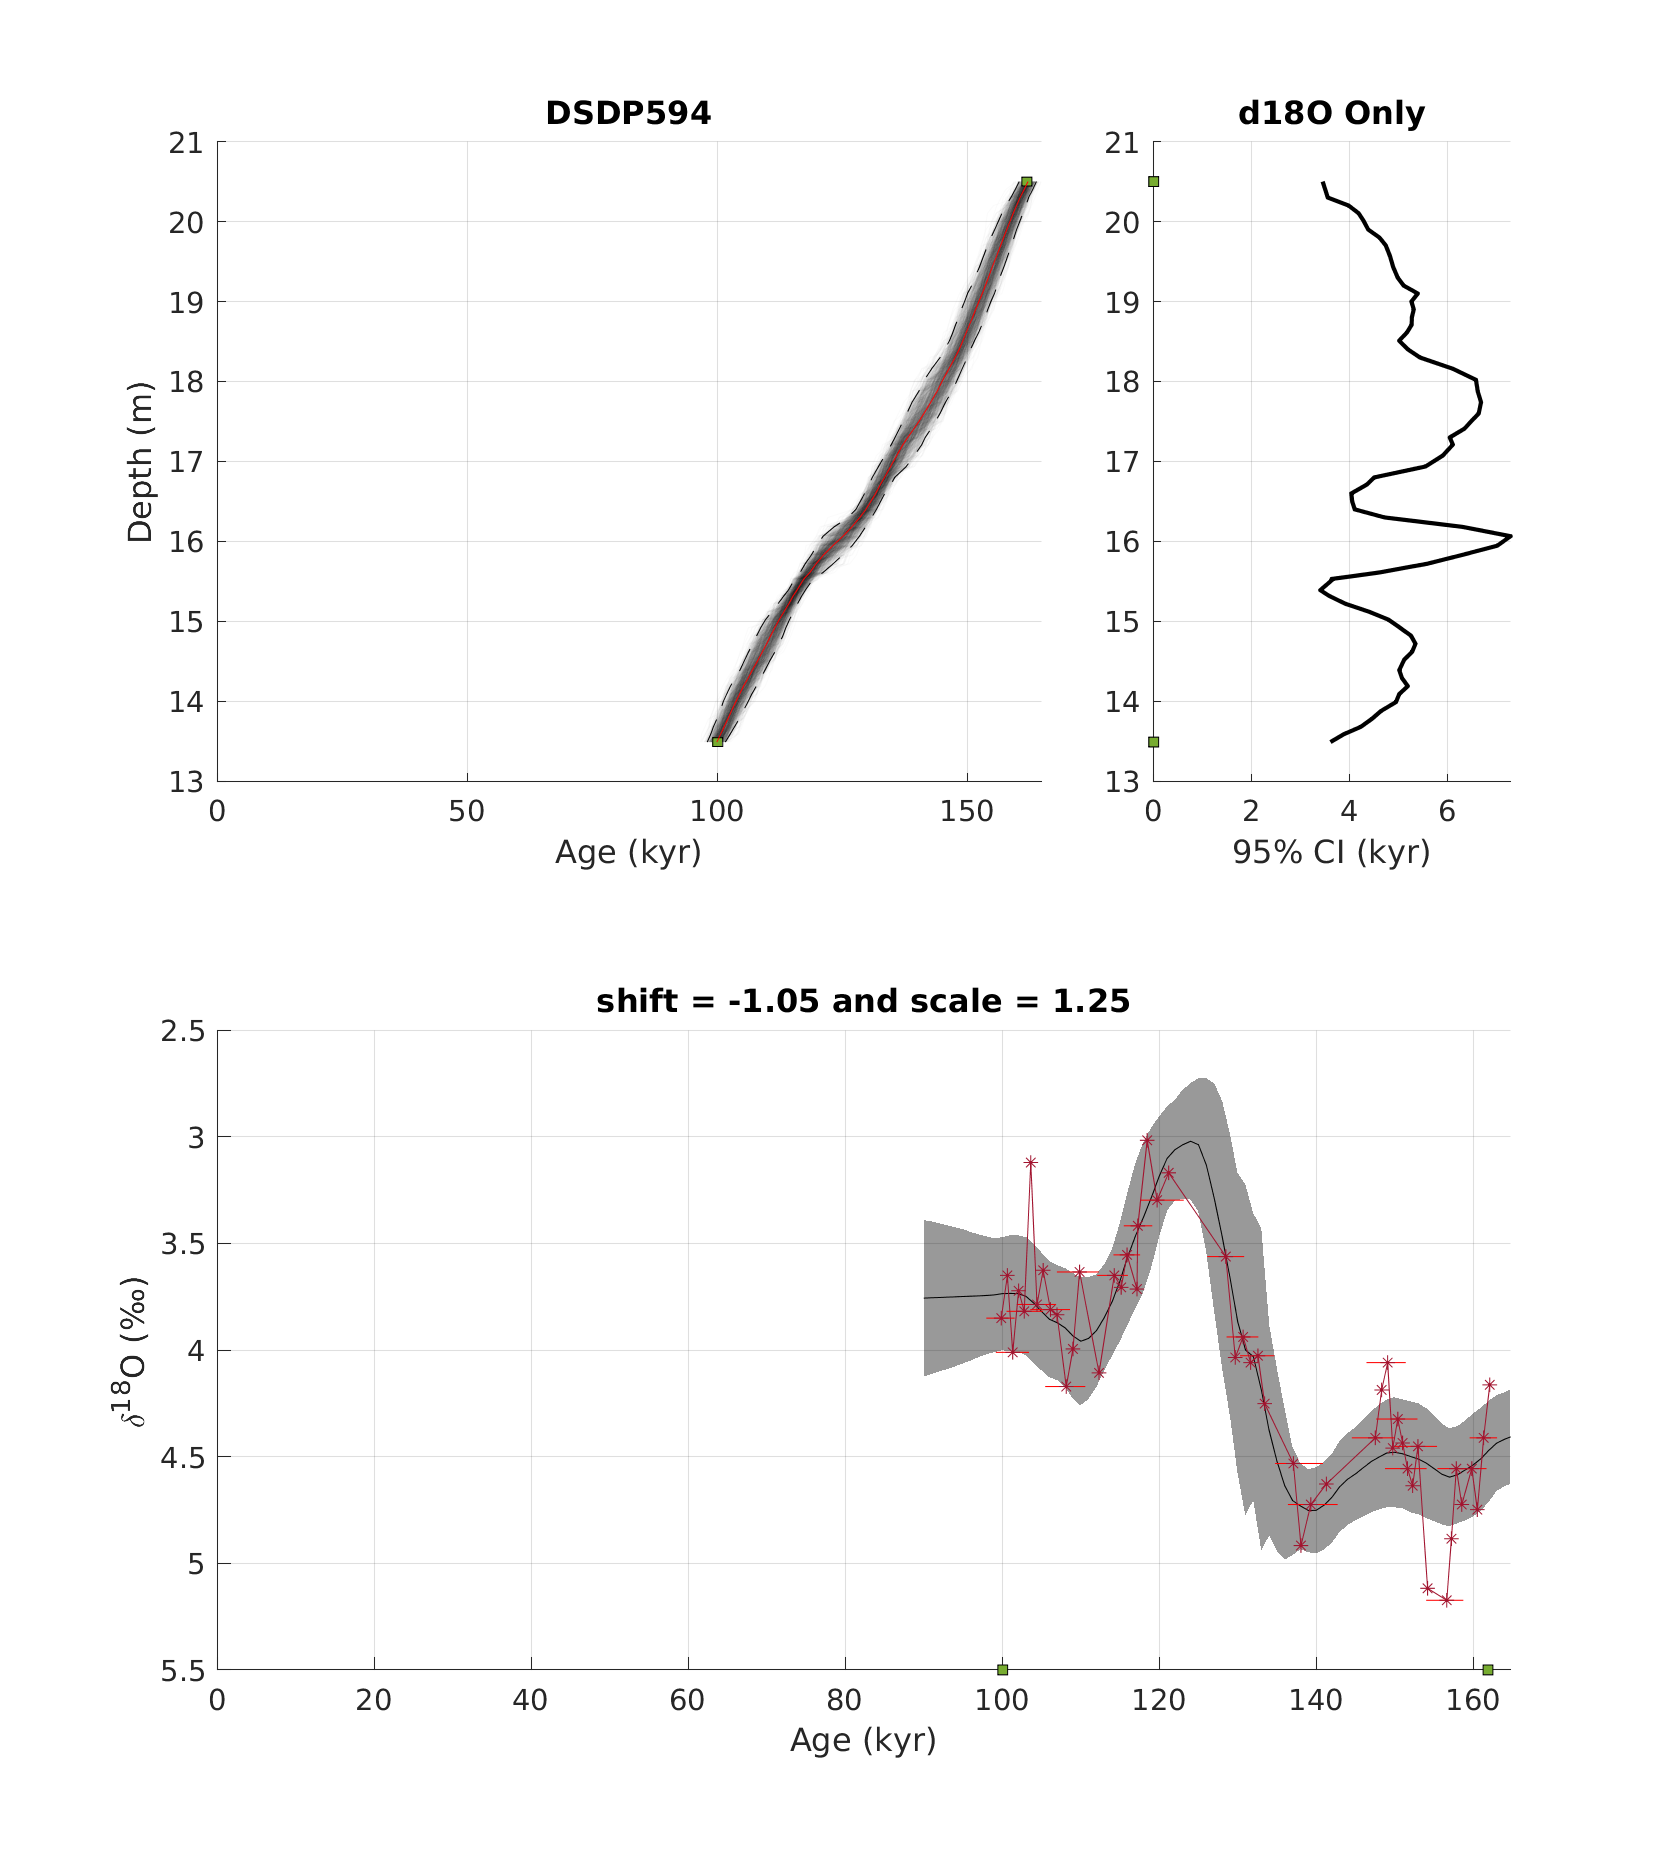 DSDP594
d18O Only
21
20
19
18
17
16
15
14
13
Depth (m)
0 50 100 150
Age (kyr)
21
20
19
18
17
16
15
14
13
0 2 4 6
95% CI (kyr)
shift = -1.05 and scale = 1.25
2.5
3
3.5
4
4.5
5
5.5
δ18O (‰)
0 20 40 60 80 100 120 140 160
Age (kyr)